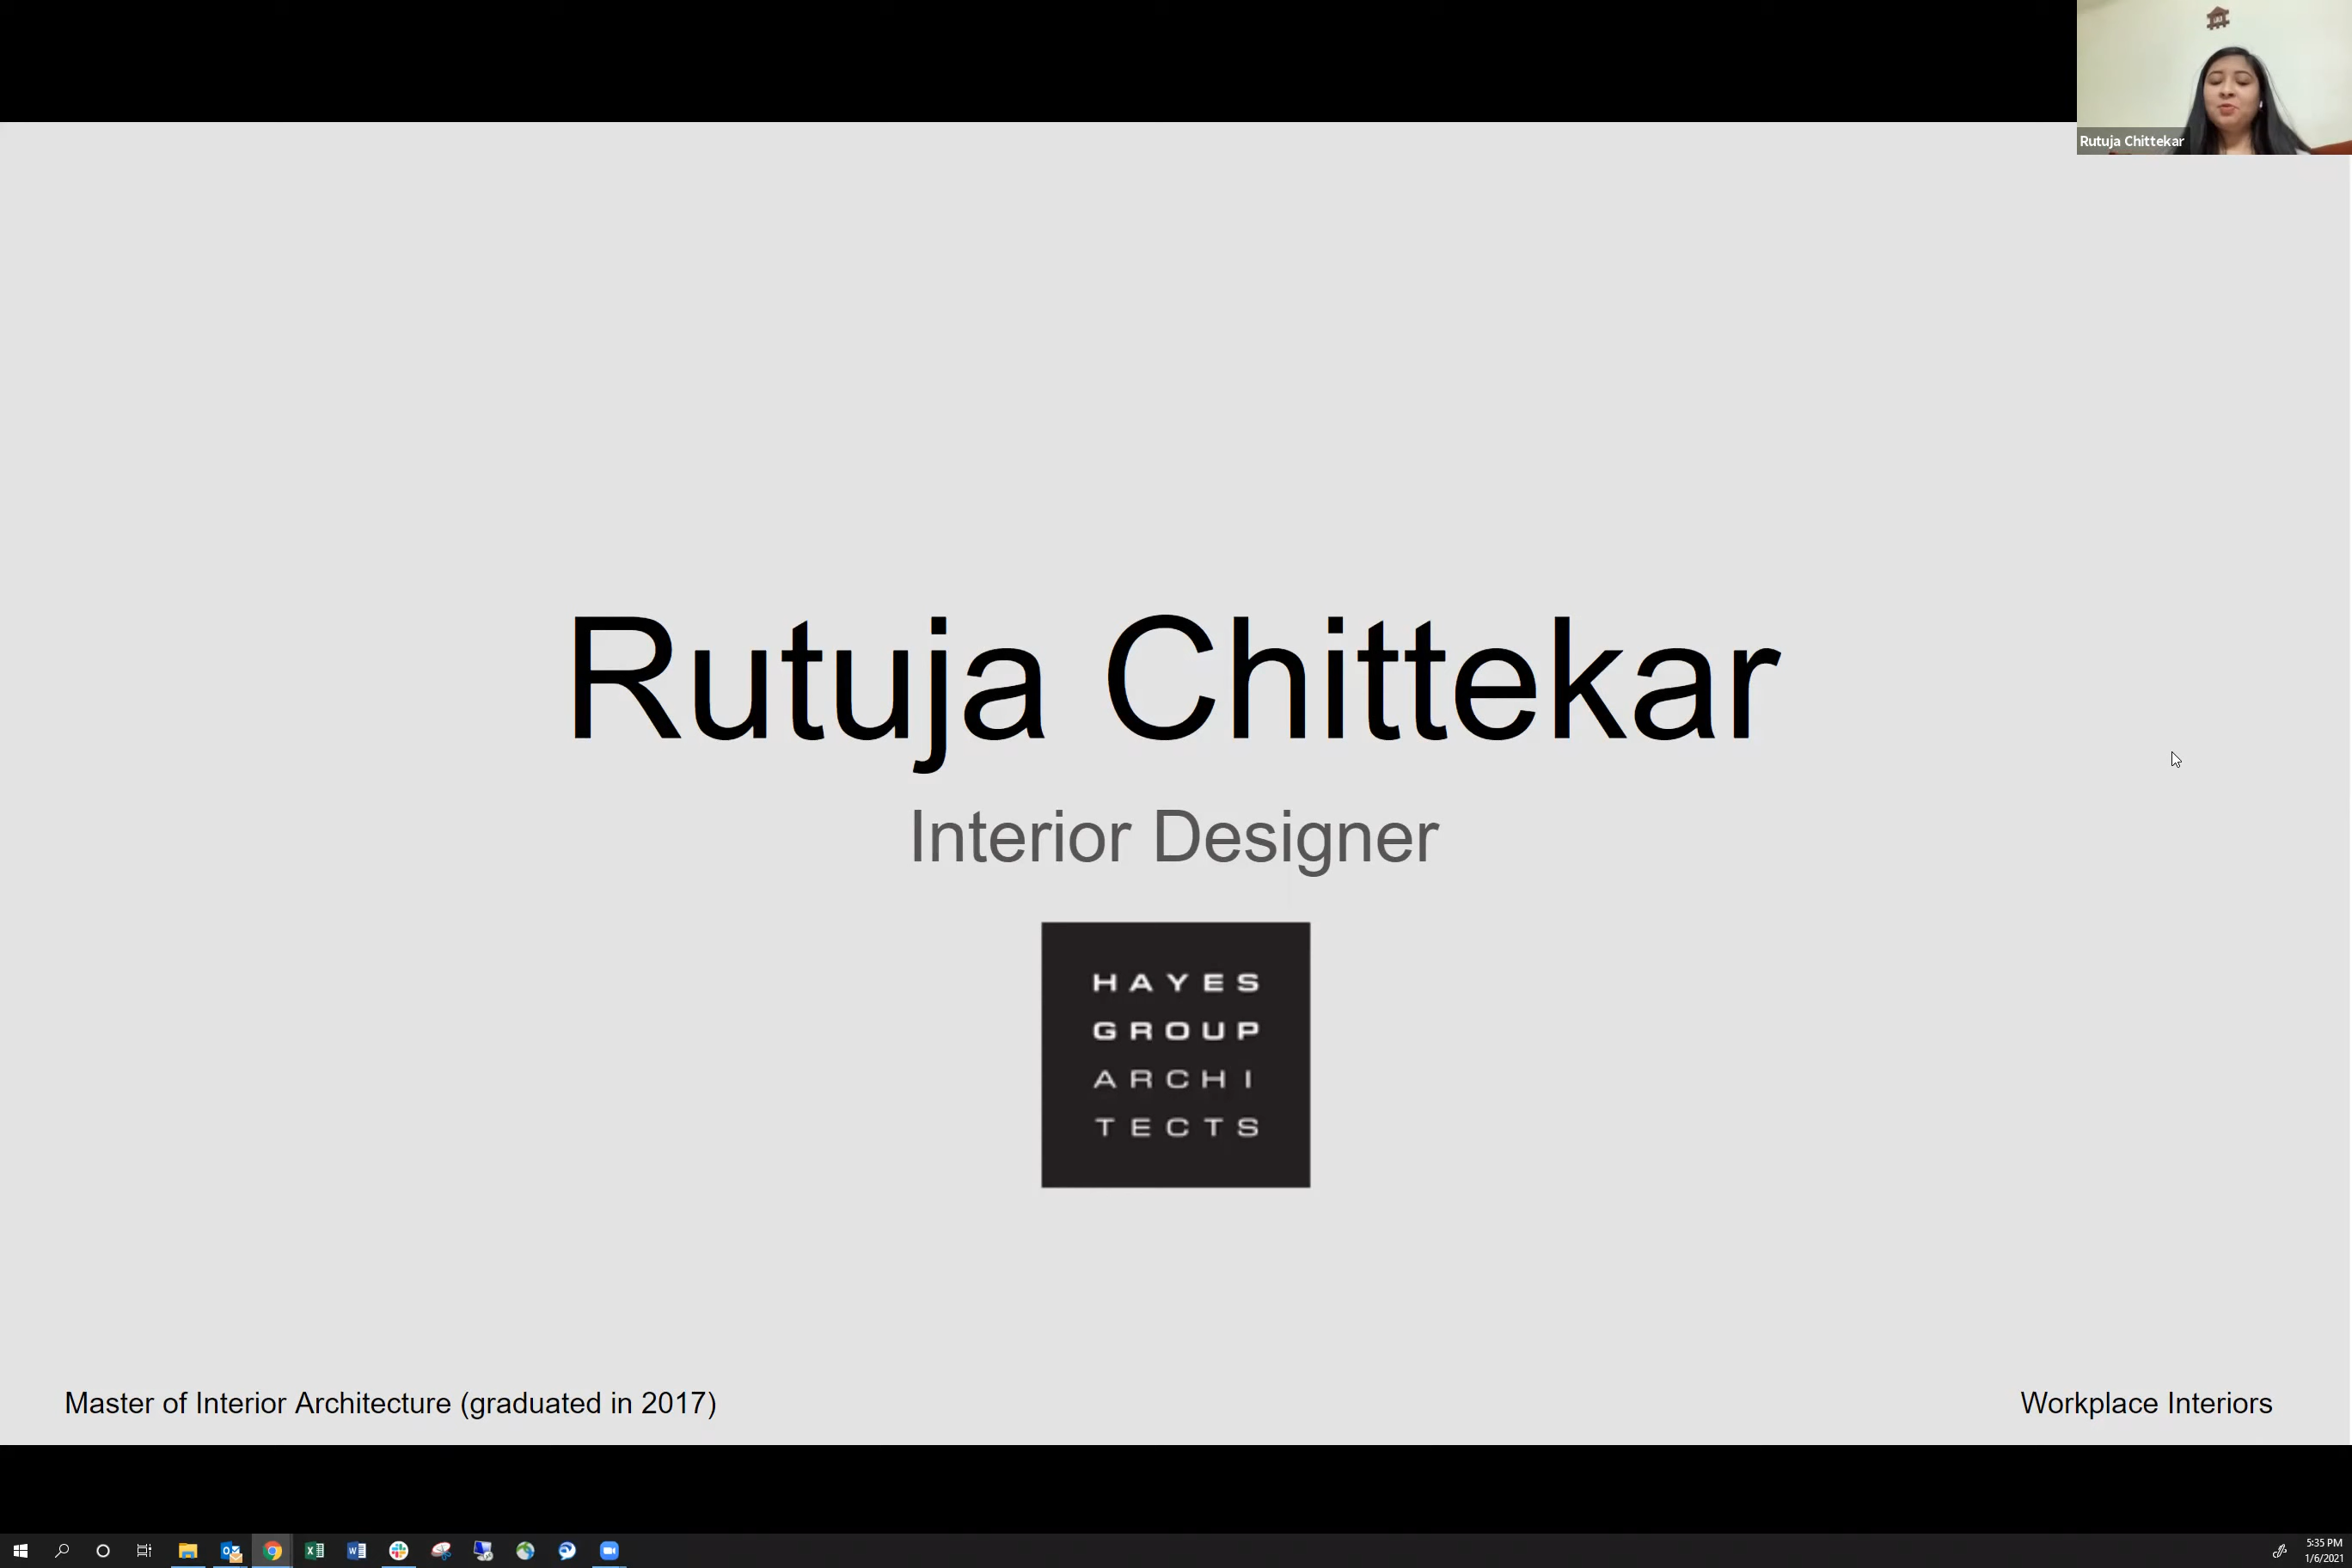 Rutuja Chittekar
Rutuja Chittekar
Interior Designer
HAYES
GROUP
ARCHI
TECTS
Master of Interior Architecture (graduated in 2017)
Workplace Interiors
5:35 PM
1/6/2021